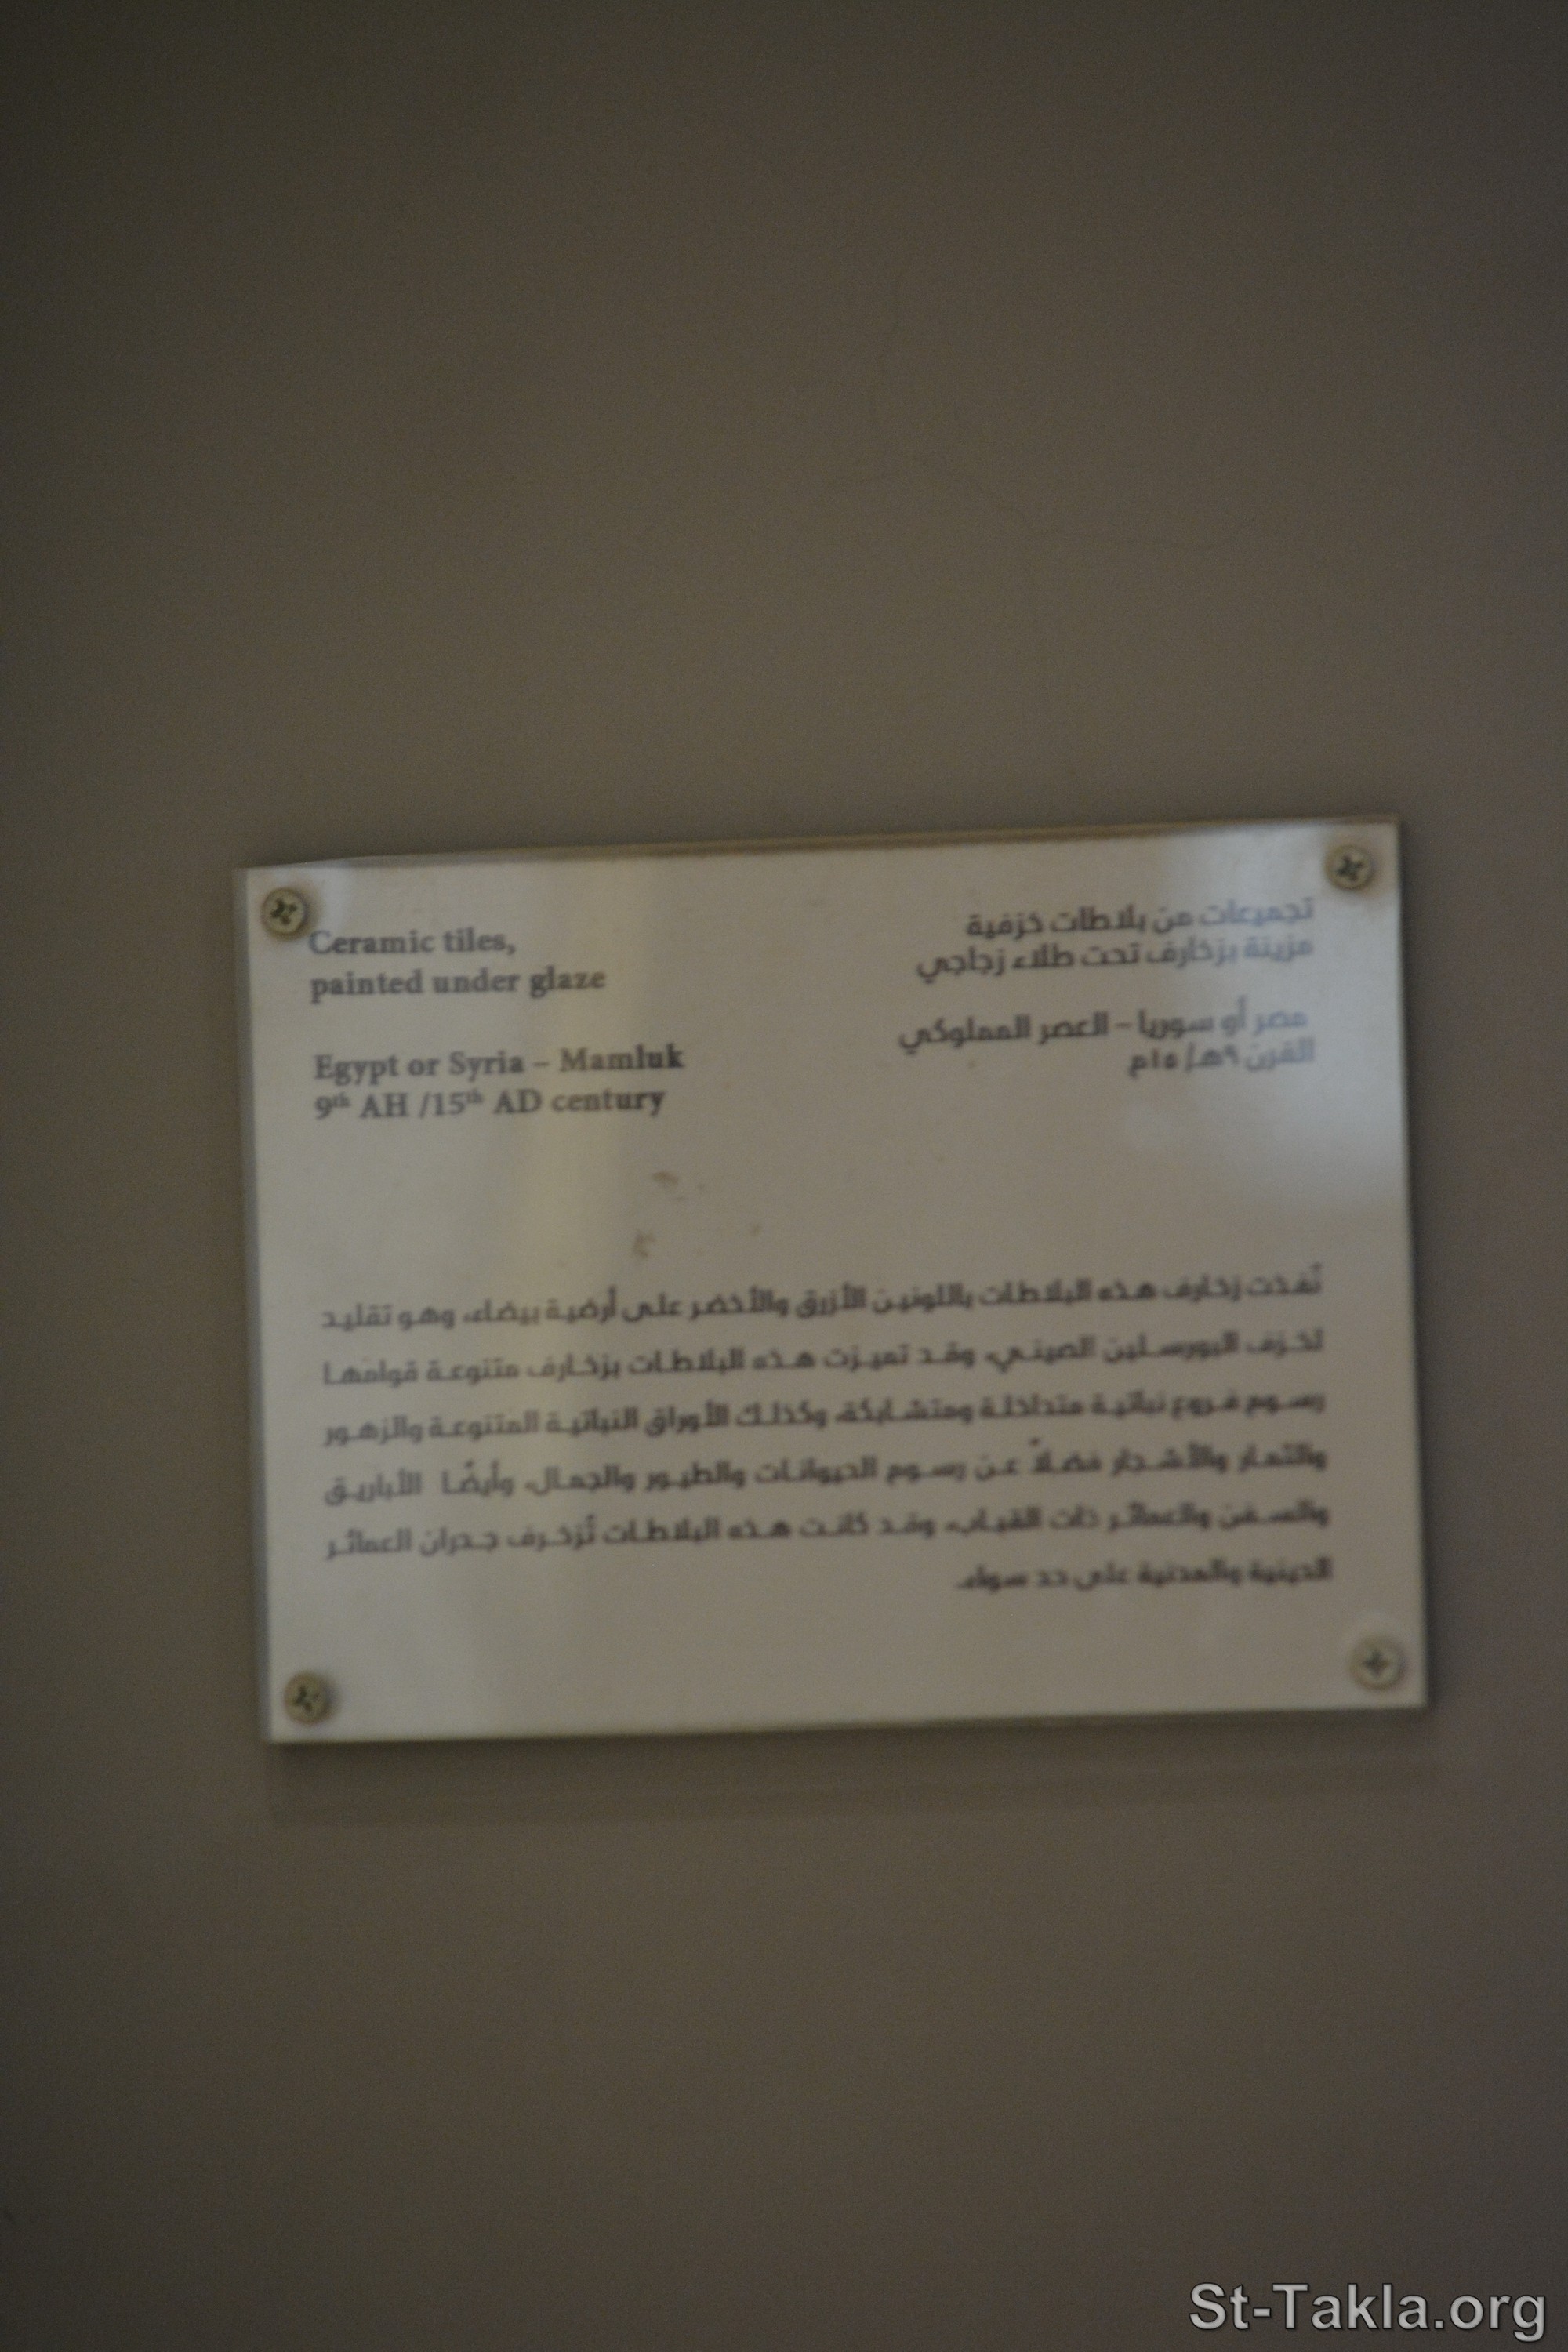 Ceramic tiles,
painted under glaze
Egypt or Syria – Mamluk
9th AH /15th AD century
تجميعات من بلاطات خزفية
مزينة بزخارف تحت طلاء زجاجي
مصر أو سوريا – العصر المملوكي
القرن ٩هـ/ ١٥م
نُفذت زخارف هذه البلاطات باللونين الأزرق والأخضر على أرضية بيضاء، وهو تقليد
لخزف البورسلين الصيني، وقد تميزت هذه البلاطات بزخارف متنوعة قوامها
رسوم فروع نباتية متداخلة ومتشابكة، وكذلك الأوراق النباتية المتنوعة والزهور
والثمار والأشجار فضلاً عن رسوم الحيوانات والطيور والجمال، وأيضًا الأباريق
والسفن والعمائر ذات القباب، وقد كانت هذه البلاطات تُزخرف جدران العمائر
الدينية والمدنية على حد سواء.
St-Takla.org